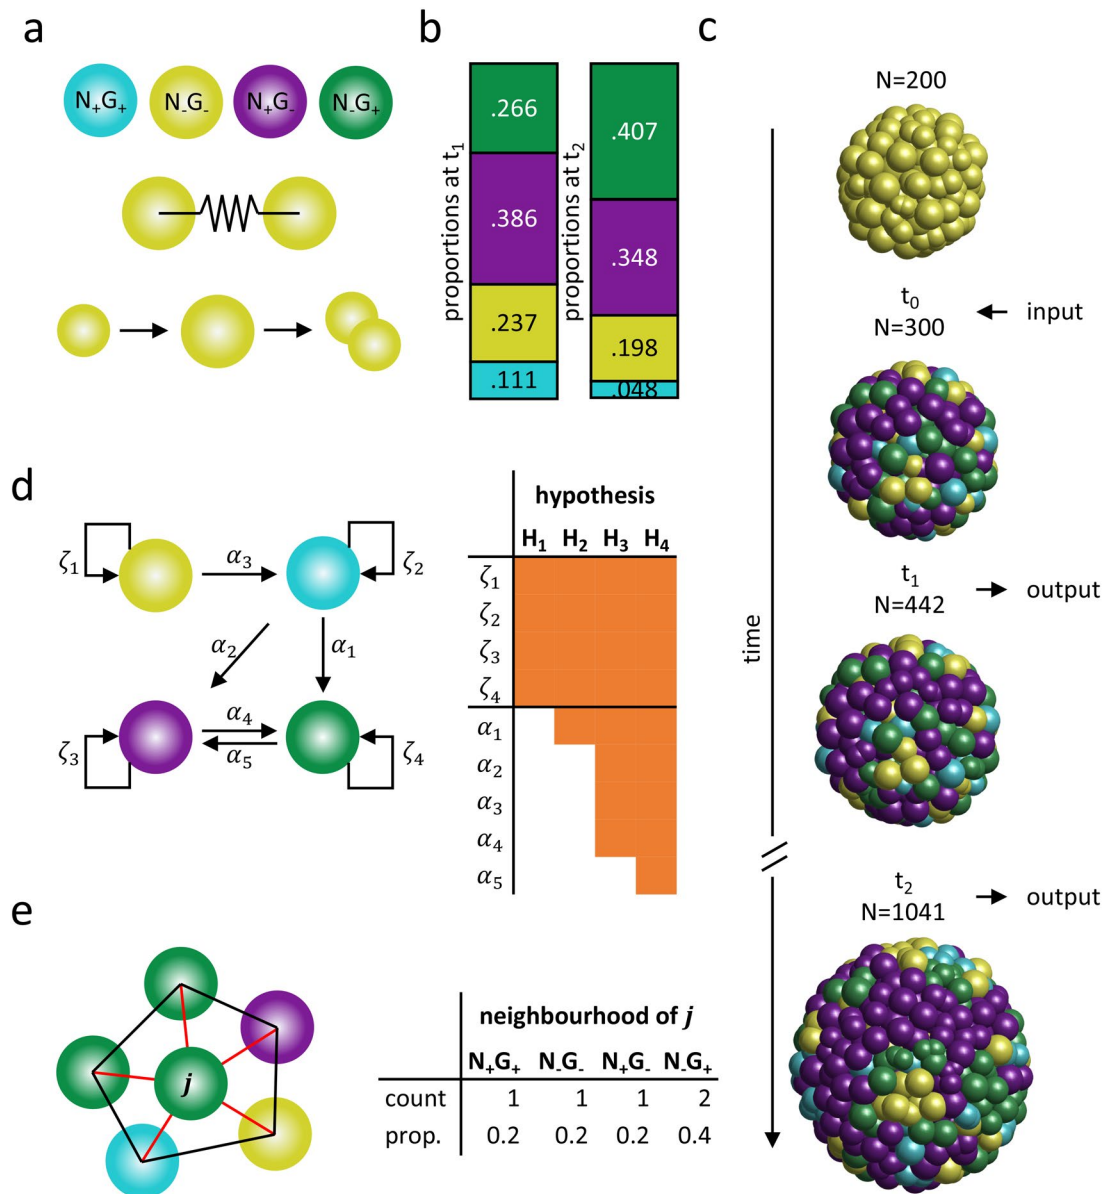 a
N₊G₊ N₋G₋ N₊G₋ N₋G₊
b
proportions at t₁
.266
.386
.237
.111
proportions at t₂
.407
.348
.198
.048
c
time
N=200
t₀
N=300
input
t₁
N=442
output
t₂
N=1041
output
d
ζ₁
α₃
ζ₂
α₂
α₁
ζ₃
α₄
α₅
ζ₄
hypothesis
H₁ H₂ H₃ H₄
ζ₁
ζ₂
ζ₃
ζ₄
α₁
α₂
α₃
α₄
α₅
e
j
neighbourhood of j
N₊G₊ N₋G₋ N₊G₋ N₋G₊
count 1 1 1 2
prop. 0.2 0.2 0.2 0.4